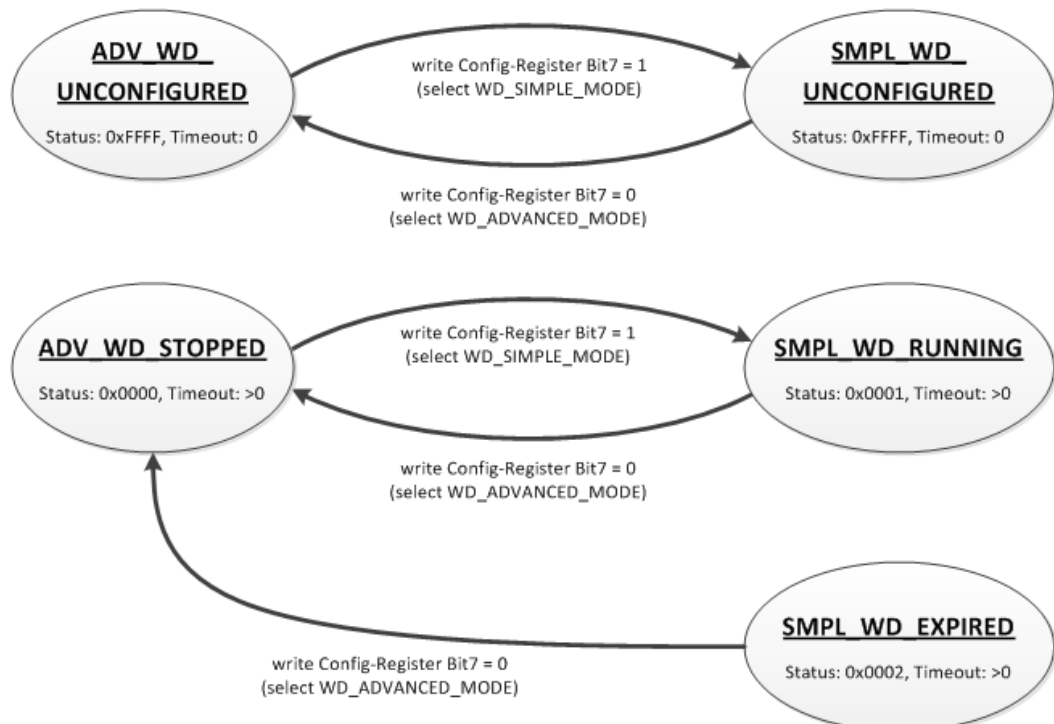 ADV_WD_
UNCONFIGURED
Status: 0xFFFF, Timeout: 0
write Config-Register Bit7 = 1
(select WD_SIMPLE_MODE)
SMPL_WD_
UNCONFIGURED
Status: 0xFFFF, Timeout: 0
write Config-Register Bit7 = 0
(select WD_ADVANCED_MODE)
ADV_WD_STOPPED
Status: 0x0000, Timeout: >0
write Config-Register Bit7 = 1
(select WD_SIMPLE_MODE)
SMPL_WD_RUNNING
Status: 0x0001, Timeout: >0
write Config-Register Bit7 = 0
(select WD_ADVANCED_MODE)
SMPL_WD_EXPIRED
Status: 0x0002, Timeout: >0
write Config-Register Bit7 = 0
(select WD_ADVANCED_MODE)